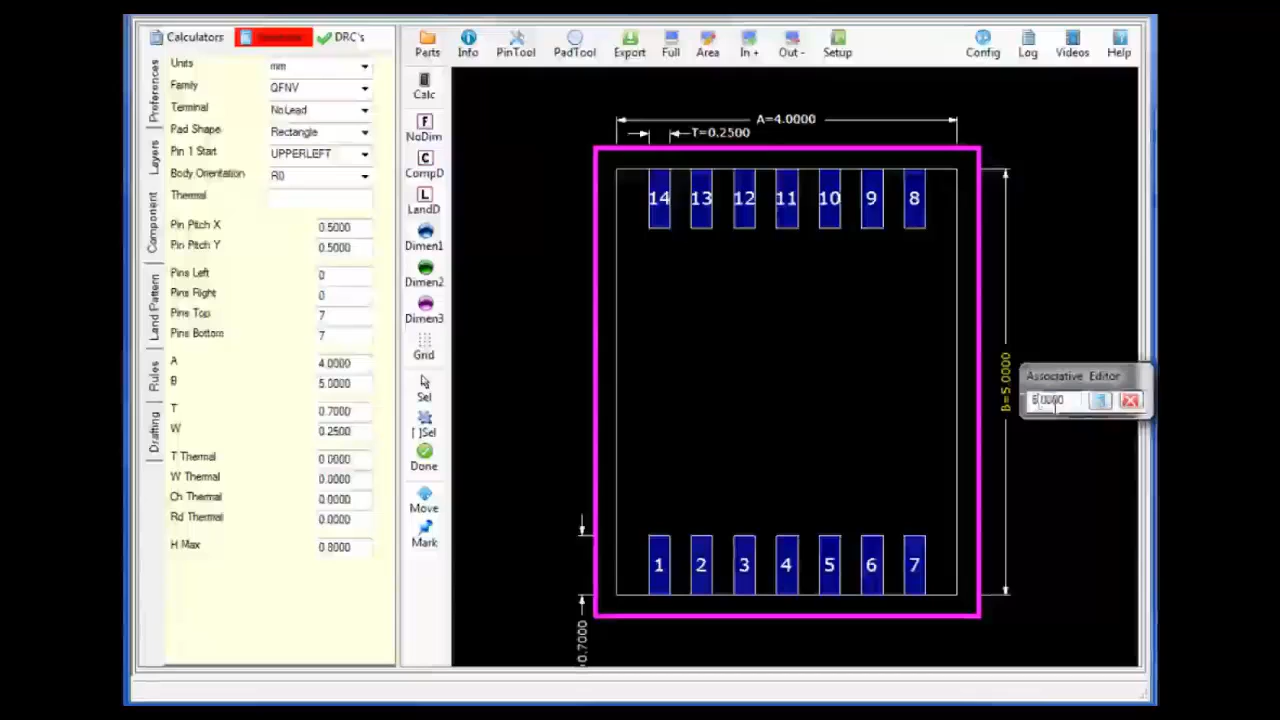 Calculators DRC's
Parts Info PinTool PadTool Export Full Area In + Out - Setup Config Log Videos Help
Preferences
Layers
Component
Land Pattern
Rules
Drafting
Units mm
Family QFNV
Terminal NoLead
Pad Shape Rectangle
Pin 1 Start UPPERLEFT
Body Orientation R0
Thermal
Pin Pitch X 0.5000
Pin Pitch Y 0.5000
Pins Left 0
Pins Right 0
Pins Top 7
Pins Bottom 7
A 4.0000
B 5.0000
T 0.7000
W 0.2500
T Thermal 0.0000
W Thermal 0.0000
Ch Thermal 0.0000
Rd Thermal 0.0000
H Max 0.8000
Calc
F
NoDim
C
CompD
L
LandD
Dimen1
Dimen2
Dimen3
Grid
Sel
[ ]Sel
Done
Move
Mark
A=4.0000
T=0.2500
14 13 12 11 10 9 8
B=5.0000
1 2 3 4 5 6 7
=0.7000
Associative Editor